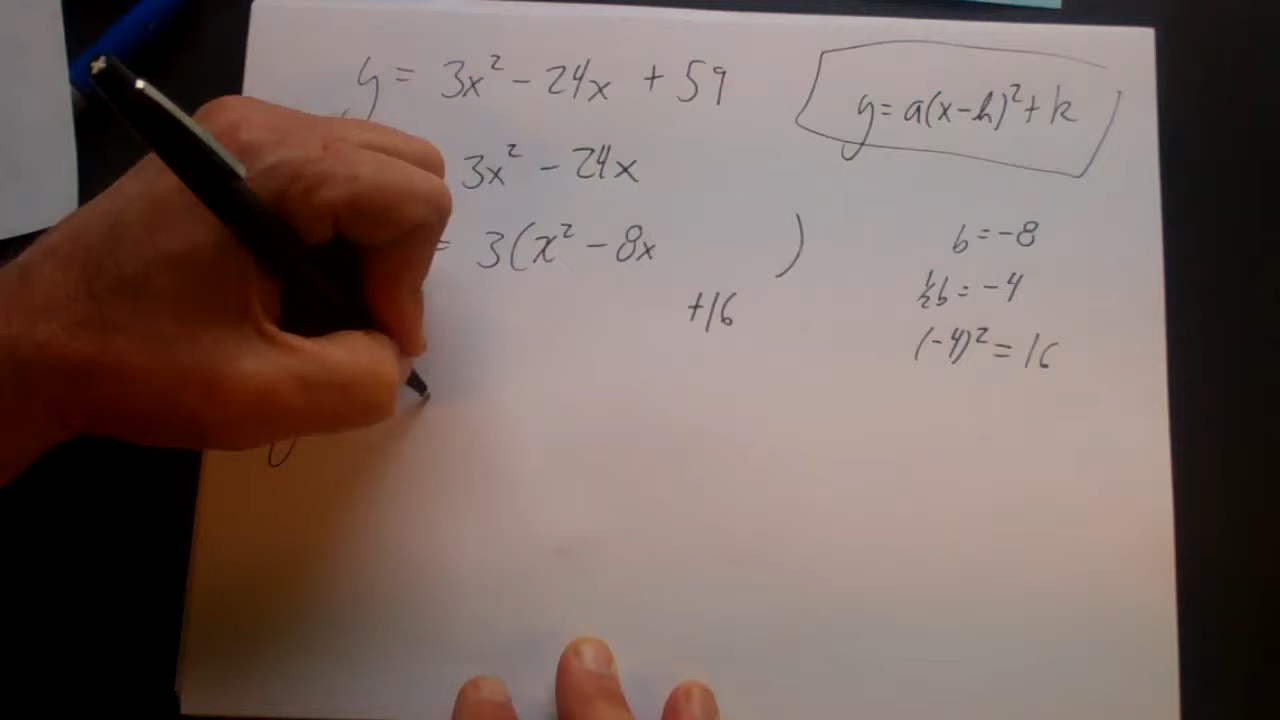 y = 3x² - 24x + 59
y = a(x-h)² + k
3x² - 24x
= 3(x² - 8x )
b = -8
+16
½b = -4
(-4)² = 16
y